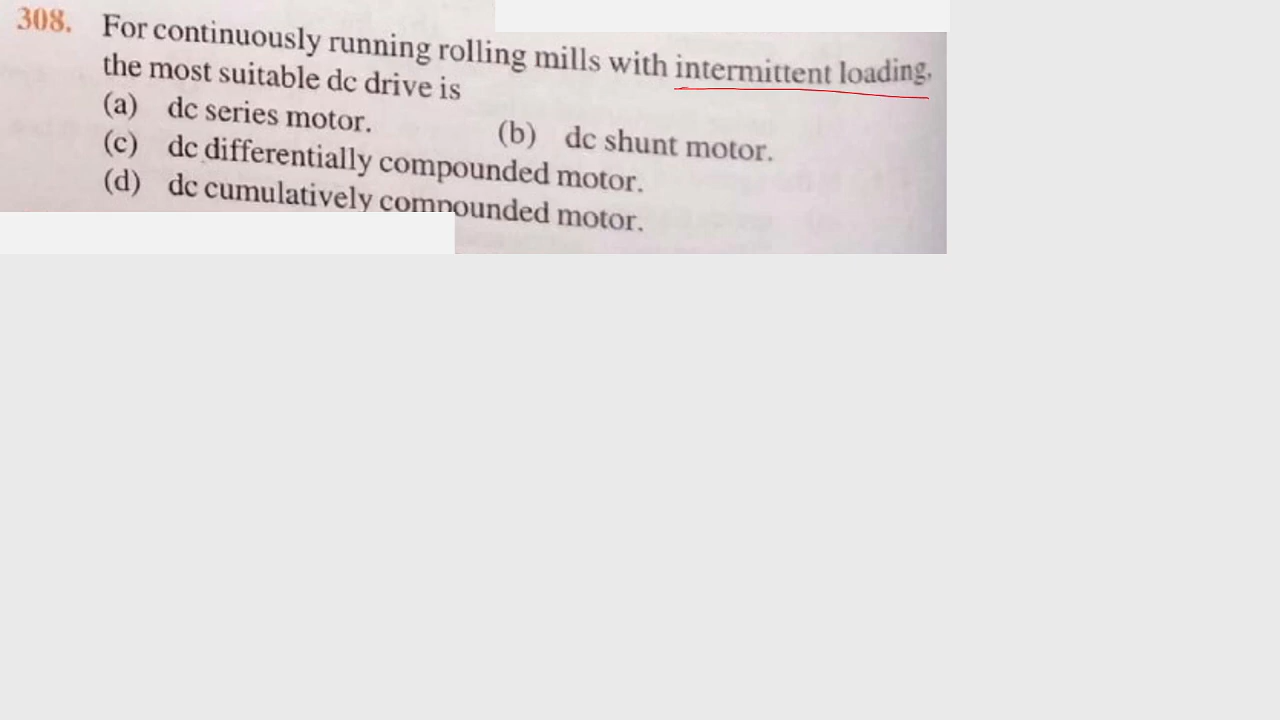 308. For continuously running rolling mills with intermittent loading,
the most suitable dc drive is
(a) dc series motor. (b) dc shunt motor.
(c) dc differentially compounded motor.
(d) dc cumulatively compounded motor.